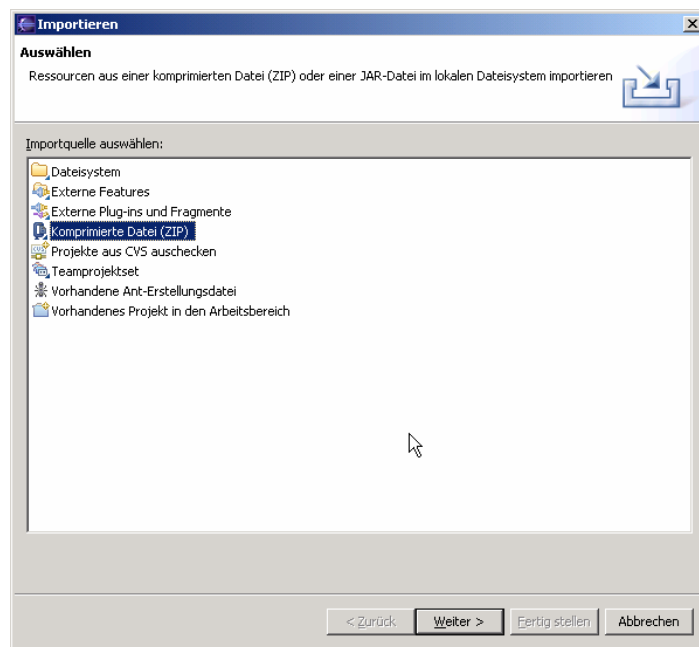 Importieren
Auswählen
Ressourcen aus einer komprimierten Datei (ZIP) oder einer JAR-Datei im lokalen Dateisystem importieren
Importquelle auswählen:
Dateisystem
Externe Features
Externe Plug-ins und Fragmente
Komprimierte Datei (ZIP)
Projekte aus CVS auschecken
Teamprojektset
Vorhandene Ant-Erstellungsdatei
Vorhandenes Projekt in den Arbeitsbereich
< Zurück Weiter > Fertig stellen Abbrechen